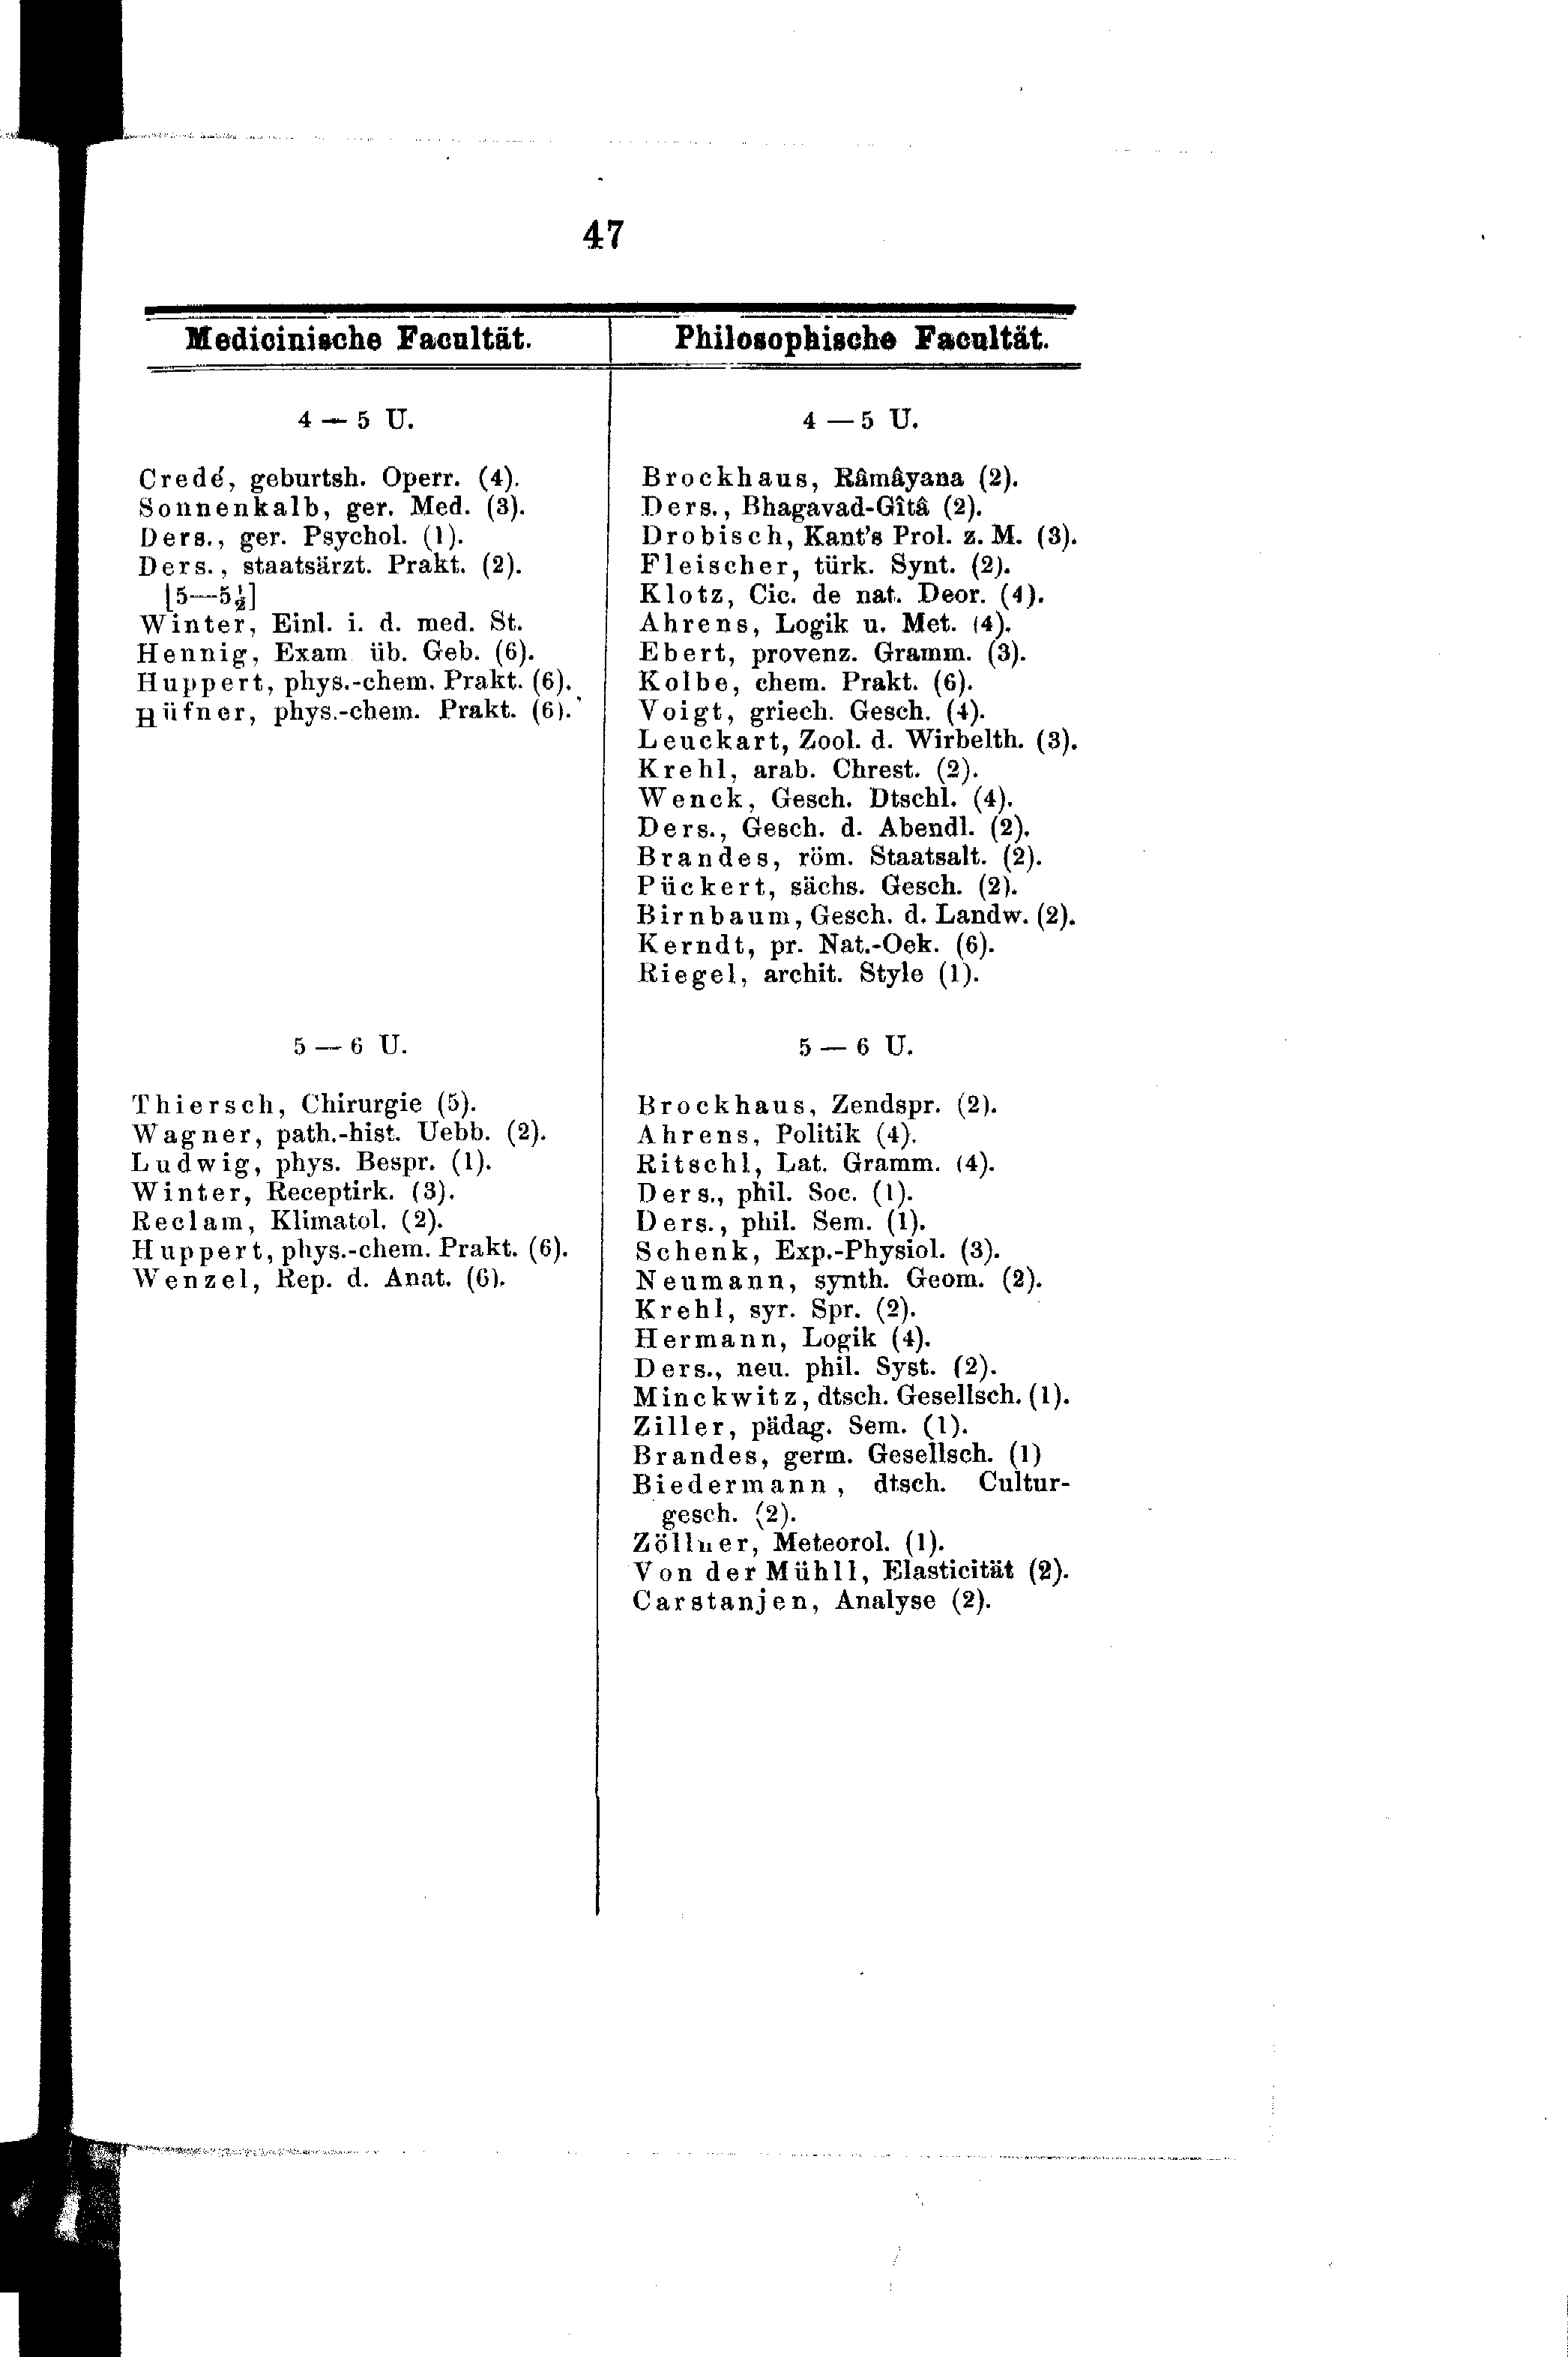 47
Medicinische Facultät.
4 — 5 U.
Credé, geburtsh. Operr. (4).
Sonnenkalb, ger. Med. (3).
Ders., ger. Psychol. (1).
Ders., staatsärzt. Prakt. (2).
[5—5½]
Winter, Einl. i. d. med. St.
Hennig, Exam üb. Geb. (6).
Huppert, phys.-chem. Prakt. (6).
Hüfner, phys.-chem. Prakt. (6).
5 — 6 U.
Thiersch, Chirurgie (5).
Wagner, path.-hist. Uebb. (2).
Ludwig, phys. Bespr. (1).
Winter, Receptirk. (3).
Reclam, Klimatol. (2).
Huppert, phys.-chem. Prakt. (6).
Wenzel, Rep. d. Anat. (6).
Philosophische Facultät.
4 — 5 U.
Brockhaus, Râmâyana (2).
Ders., Bhagavad-Gîtâ (2).
Drobisch, Kant's Prol. z. M. (3).
Fleischer, türk. Synt. (2).
Klotz, Cic. de nat. Deor. (4).
Ahrens, Logik u. Met. (4).
Ebert, provenz. Gramm. (3).
Kolbe, chem. Prakt. (6).
Voigt, griech. Gesch. (4).
Leuckart, Zool. d. Wirbelth. (3).
Krehl, arab. Chrest. (2).
Wenck, Gesch. Dtschl. (4).
Ders., Gesch. d. Abendl. (2).
Brandes, röm. Staatsalt. (2).
Pückert, sächs. Gesch. (2).
Birnbaum, Gesch. d. Landw. (2).
Kerndt, pr. Nat.-Oek. (6).
Riegel, archit. Style (1).
5 — 6 U.
Brockhaus, Zendspr. (2).
Ahrens, Politik (4).
Ritschl, Lat. Gramm. (4).
Ders., phil. Soc. (1).
Ders., phil. Sem. (1).
Schenk, Exp.-Physiol. (3).
Neumann, synth. Geom. (2).
Krehl, syr. Spr. (2).
Hermann, Logik (4).
Ders., neu. phil. Syst. (2).
Minckwitz, dtsch. Gesellsch. (1).
Ziller, pädag. Sem. (1).
Brandes, germ. Gesellsch. (1)
Biedermann, dtsch. Cultur-
gesch. (2).
Zöllner, Meteorol. (1).
Von der Mühll, Elasticität (2).
Carstanjen, Analyse (2).